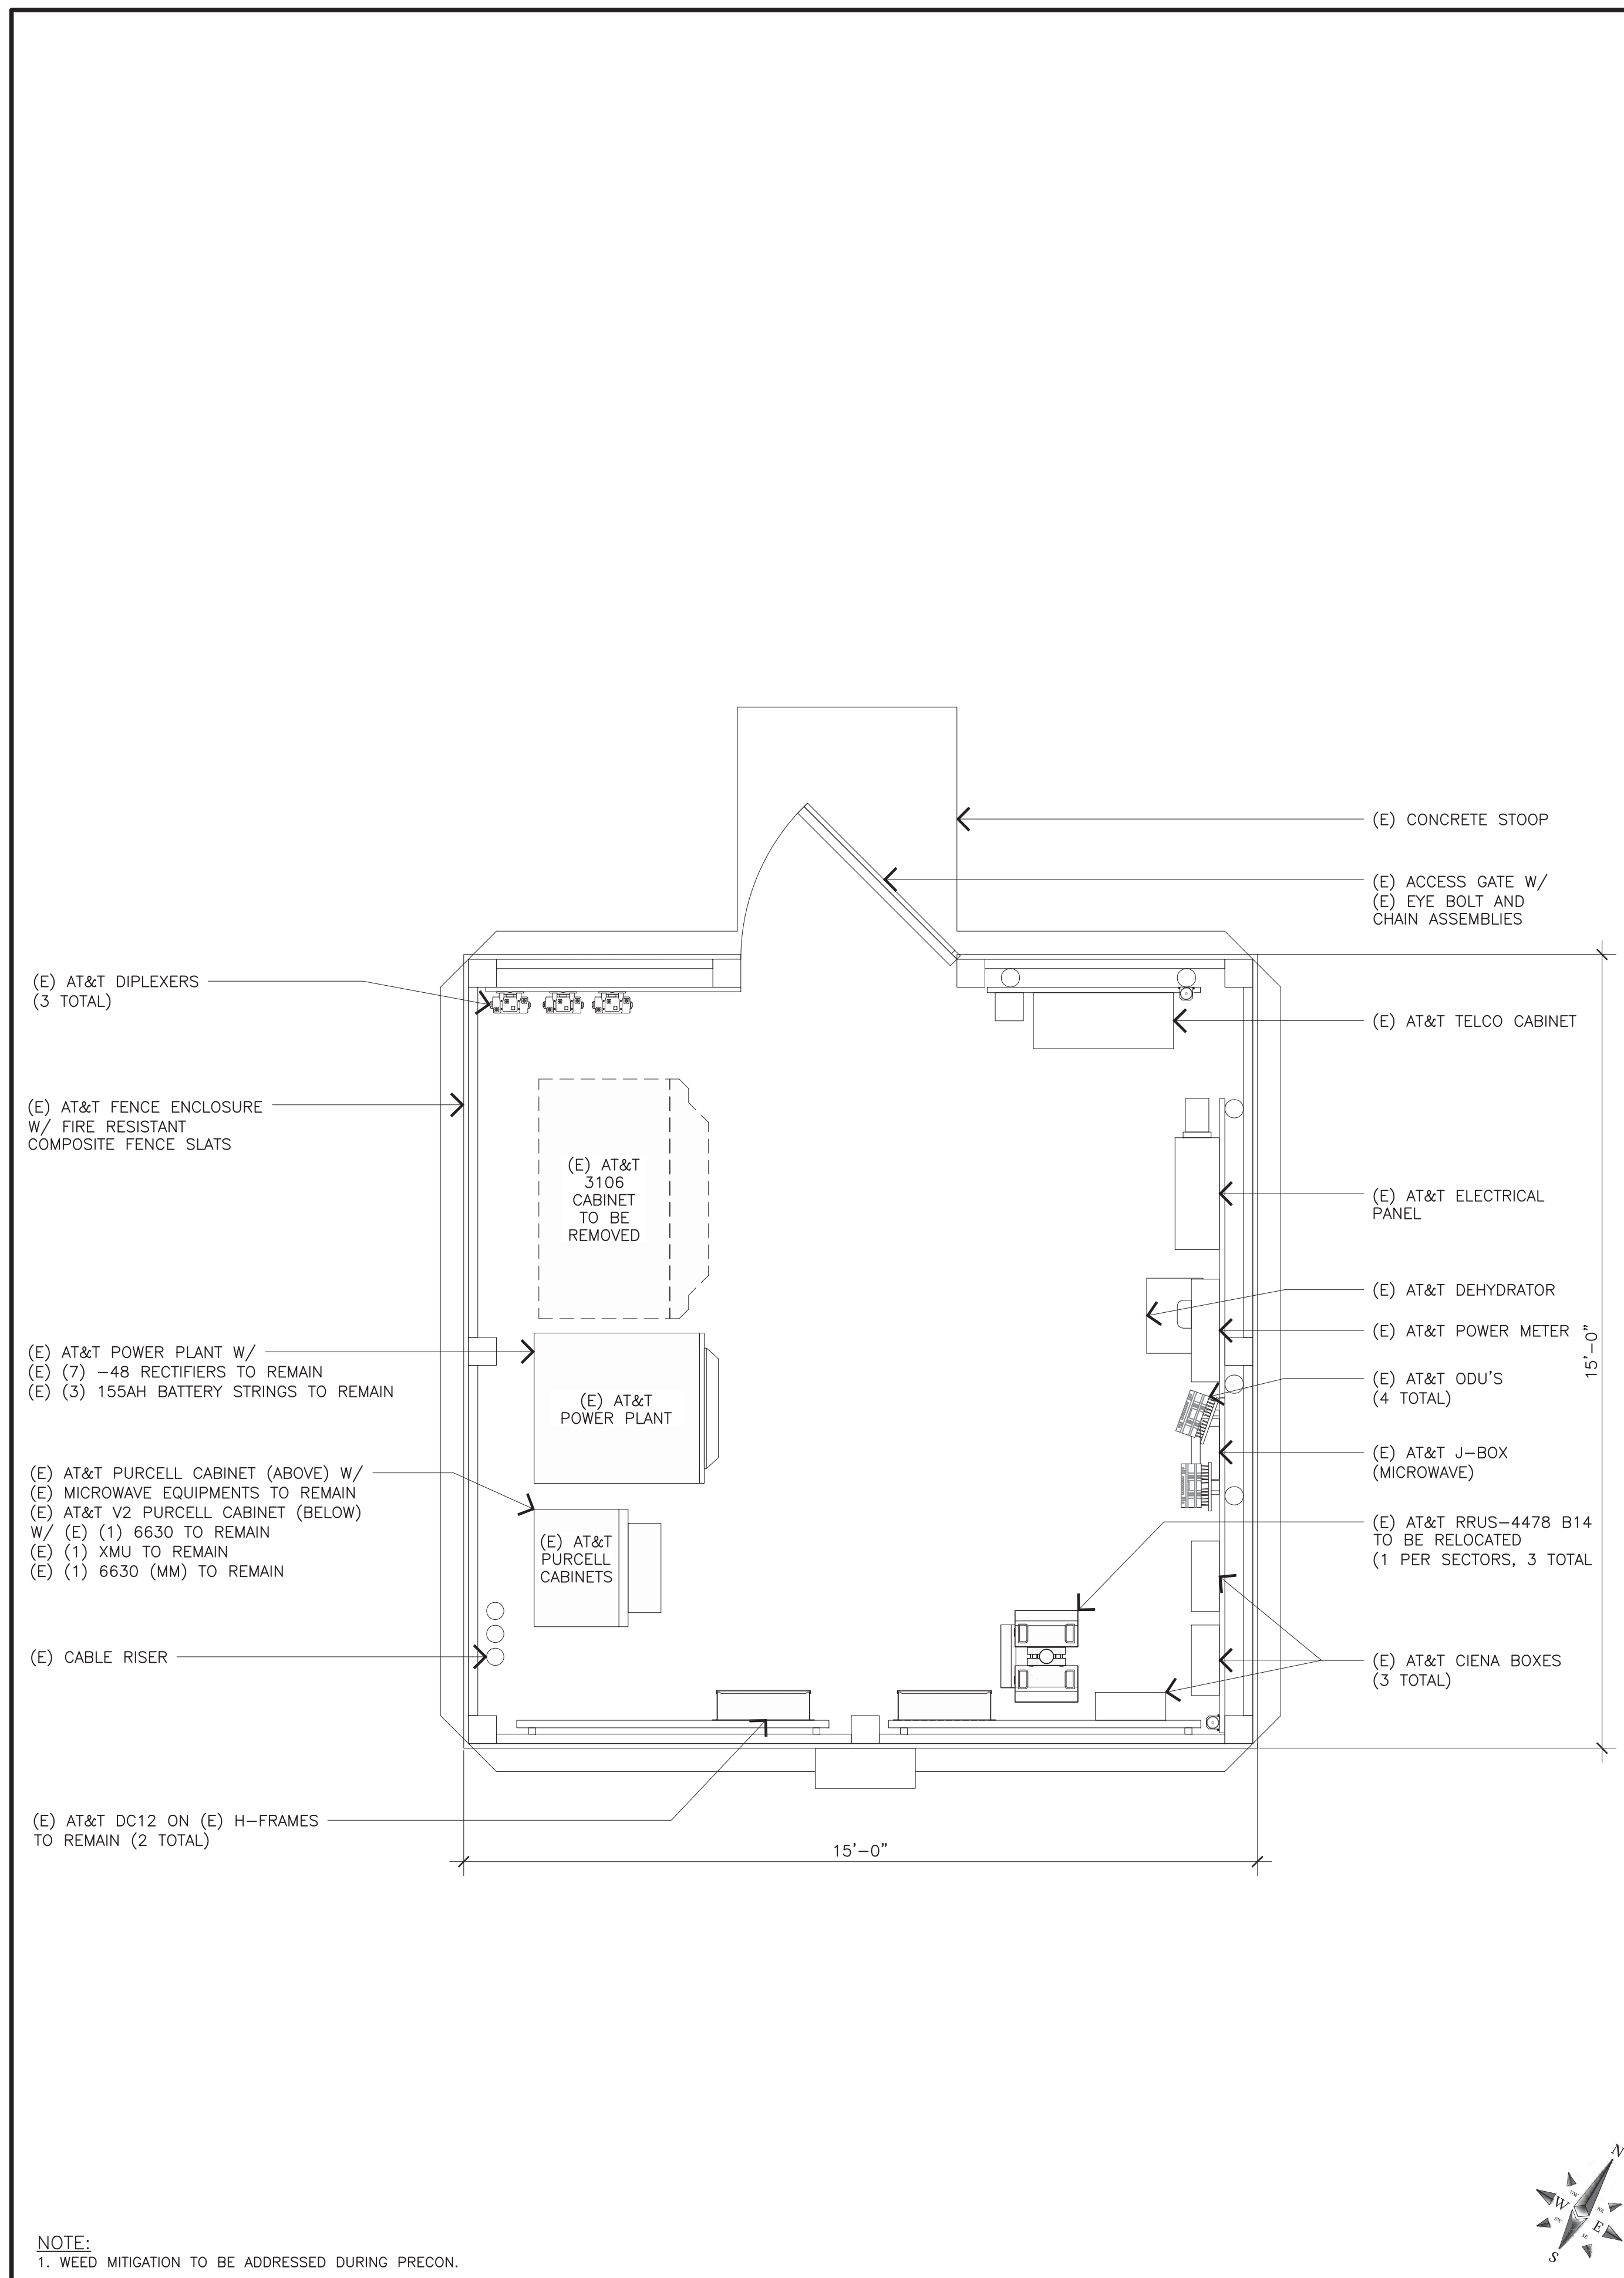 (E) CONCRETE STOOP
(E) ACCESS GATE W/
(E) EYE BOLT AND
CHAIN ASSEMBLIES
(E) AT&T DIPLEXERS
(3 TOTAL)
(E) AT&T TELCO CABINET
(E) AT&T FENCE ENCLOSURE
W/ FIRE RESISTANT
COMPOSITE FENCE SLATS
(E) AT&T
3106
CABINET
TO BE
REMOVED
(E) AT&T ELECTRICAL
PANEL
(E) AT&T DEHYDRATOR
(E) AT&T POWER METER
15'-0"
(E) AT&T POWER PLANT W/
(E) (7) -48 RECTIFIERS TO REMAIN
(E) (3) 155AH BATTERY STRINGS TO REMAIN
(E) AT&T
POWER PLANT
(E) AT&T ODU'S
(4 TOTAL)
(E) AT&T J-BOX
(MICROWAVE)
(E) AT&T PURCELL CABINET (ABOVE) W/
(E) MICROWAVE EQUIPMENTS TO REMAIN
(E) AT&T V2 PURCELL CABINET (BELOW)
W/ (E) (1) 6630 TO REMAIN
(E) (1) XMU TO REMAIN
(E) (1) 6630 (MM) TO REMAIN
(E) AT&T
PURCELL
CABINETS
(E) AT&T RRUS-4478 B14
TO BE RELOCATED
(1 PER SECTORS, 3 TOTAL
(E) CABLE RISER
(E) AT&T CIENA BOXES
(3 TOTAL)
(E) AT&T DC12 ON (E) H-FRAMES
TO REMAIN (2 TOTAL)
15'-0"
N
NW
NE
W
E
SW
SE
S
NOTE:
1. WEED MITIGATION TO BE ADDRESSED DURING PRECON.